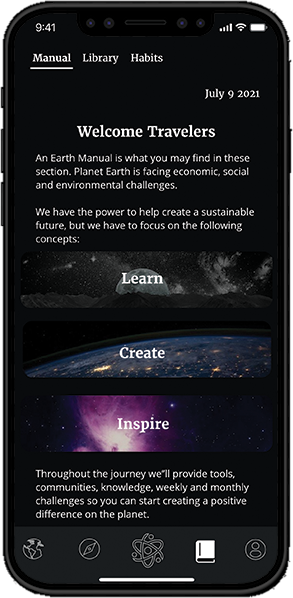 9:41
Manual Library Habits
July 9 2021
Welcome Travelers
An Earth Manual is what you may find in these
section. Planet Earth is facing economic, social
and environmental challenges.
We have the power to help create a sustainable
future, but we have to focus on the following
concepts:
Learn
Create
Inspire
Throughout the journey we"ll provide tools,
communities, knowledge, weekly and monthly
challenges so you can start creating a positive
difference on the planet.